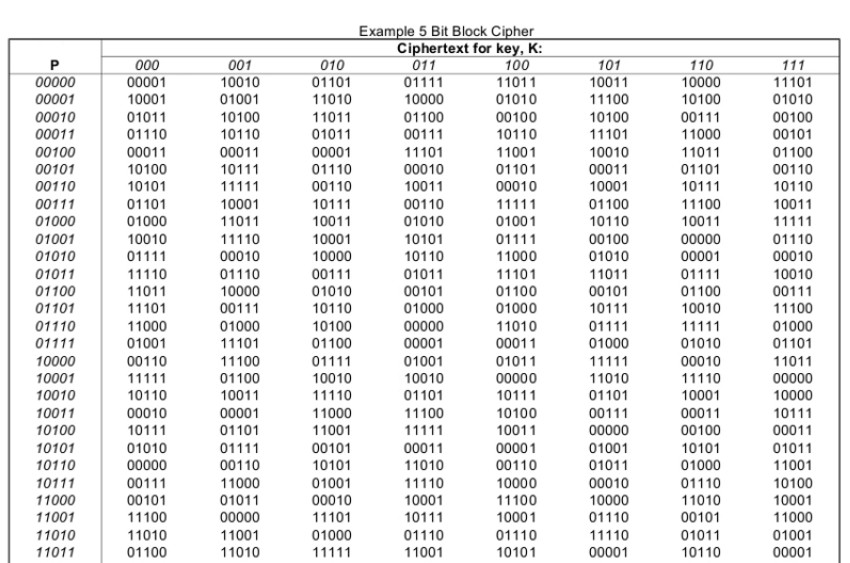 Example 5 Bit Block Cipher
Ciphertext for key, K:
P 000 001 010 011 100 101 110 111
00000 00001 10010 01101 01111 11011 10011 10000 11101
00001 10001 01001 11010 10000 01010 11100 10100 01010
00010 01011 10100 11011 01100 00100 10100 00111 00100
00011 01110 10110 01011 00111 10110 11101 11000 00101
00100 00011 00011 00001 11101 11001 10010 11011 01100
00101 10100 10111 01110 00010 01101 00011 01101 00110
00110 10101 11111 00110 10011 00010 10001 10111 10110
00111 01101 10001 10111 00110 11111 01100 11100 10011
01000 01000 11011 10011 01010 01001 10110 10011 11111
01001 10010 11110 10001 10101 01111 00100 00000 01110
01010 01111 00010 10000 10110 11000 01010 00001 00010
01011 11110 01110 00111 01011 11101 11011 01111 10010
01100 11011 10000 01010 00101 01100 00101 01100 00111
01101 11101 00111 10110 01000 01000 10111 10010 11100
01110 11000 01000 10100 00000 11010 01111 11111 01000
01111 01001 11101 01100 00001 00011 01000 01010 01101
10000 00110 11100 01111 01001 01011 11111 00010 11011
10001 11111 01100 10010 10010 00000 11010 11110 00000
10010 10110 10011 11110 01101 10111 01101 10001 10000
10011 00010 00001 11000 11100 10100 00111 00011 10111
10100 10111 01101 11001 11111 10011 00000 00100 00011
10101 01010 01111 00101 00011 00001 01001 10101 01011
10110 00000 00110 10101 11010 00110 01011 01000 11001
10111 00111 11000 01001 11110 10000 00010 01110 10100
11000 00101 01011 00010 10001 11100 10000 11010 10001
11001 11100 00000 11101 10111 10001 01110 00101 11000
11010 11010 11001 01000 01110 01110 11110 01011 01001
11011 01100 11010 11111 11001 10101 00001 10110 00001